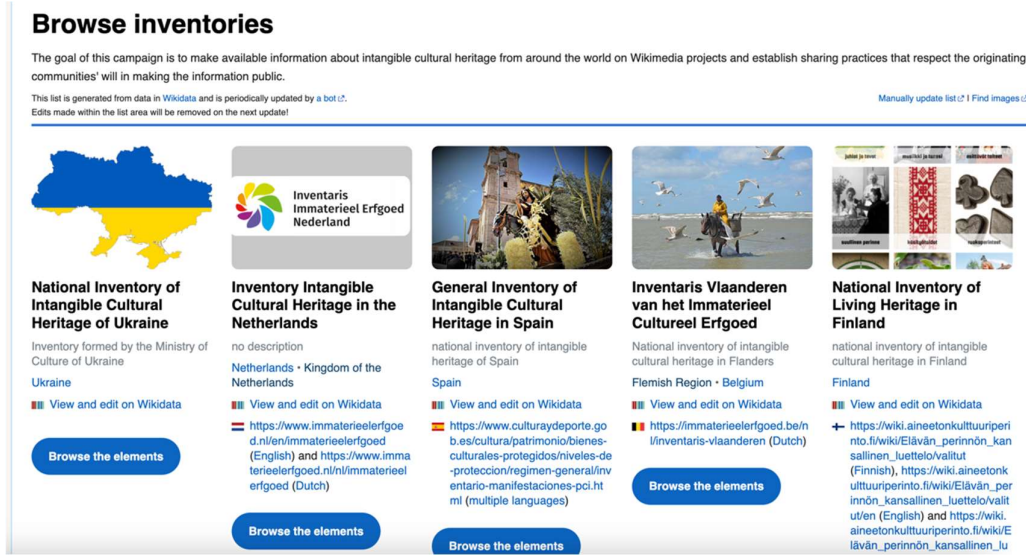 Browse inventories
The goal of this campaign is to make available information about intangible cultural heritage from around the world on Wikimedia projects and establish sharing practices that respect the originating
communities' will in making the information public.
This list is generated from data in Wikidata and is periodically updated by a bot.
Manually update list | Find images
Edits made within the list area will be removed on the next update!
National Inventory of
Intangible Cultural
Heritage of Ukraine
Inventory formed by the Ministry of
Culture of Ukraine
Ukraine
View and edit on Wikidata
Browse the elements
Inventaris
Immaterieel Erfgoed
Nederland
Inventory Intangible
Cultural Heritage in the
Netherlands
no description
Netherlands • Kingdom of the
Netherlands
View and edit on Wikidata
https://www.immaterieelerfgoe
d.nl/en/immaterieelerfgoed
(English) and https://www.imma
terieelerfgoed.nl/nl/immaterieel
erfgoed (Dutch)
Browse the elements
General Inventory of
Intangible Cultural
Heritage in Spain
national inventory of intangible
heritage of Spain
Spain
View and edit on Wikidata
https://www.culturaydeporte.go
b.es/cultura/patrimonio/bienes-
culturales-protegidos/niveles-de
-proteccion/regimen-general/inv
entario-manifestaciones-pci.ht
ml (multiple languages)
Browse the elements
Inventaris Vlaanderen
van het Immaterieel
Cultureel Erfgoed
National inventory of intangible
cultural heritage in Flanders
Flemish Region • Belgium
View and edit on Wikidata
https://immaterieelerfgoed.be/n
l/inventaris-vlaanderen (Dutch)
Browse the elements
juhlat ja tavat
musiikki ja tanssi
suullinen perinne
käsityötaidot
ruokaperinteet
National Inventory of
Living Heritage in
Finland
national inventory of intangible
cultural heritage in Finland
Finland
View and edit on Wikidata
https://wiki.aineetonkulttuuriperi
nto.fi/wiki/Elävän_perinnön_kan
sallinen_luettelo/valitut
(Finnish), https://wiki.aineetonk
ulttuuriperinto.fi/wiki/Elävän_per
innön_kansallinen_luettelo/valit
ut/en (English) and https://wiki.
aineetonkulttuuriperinto.fi/wiki/E
lävän_perinnön_kansallinen_lu